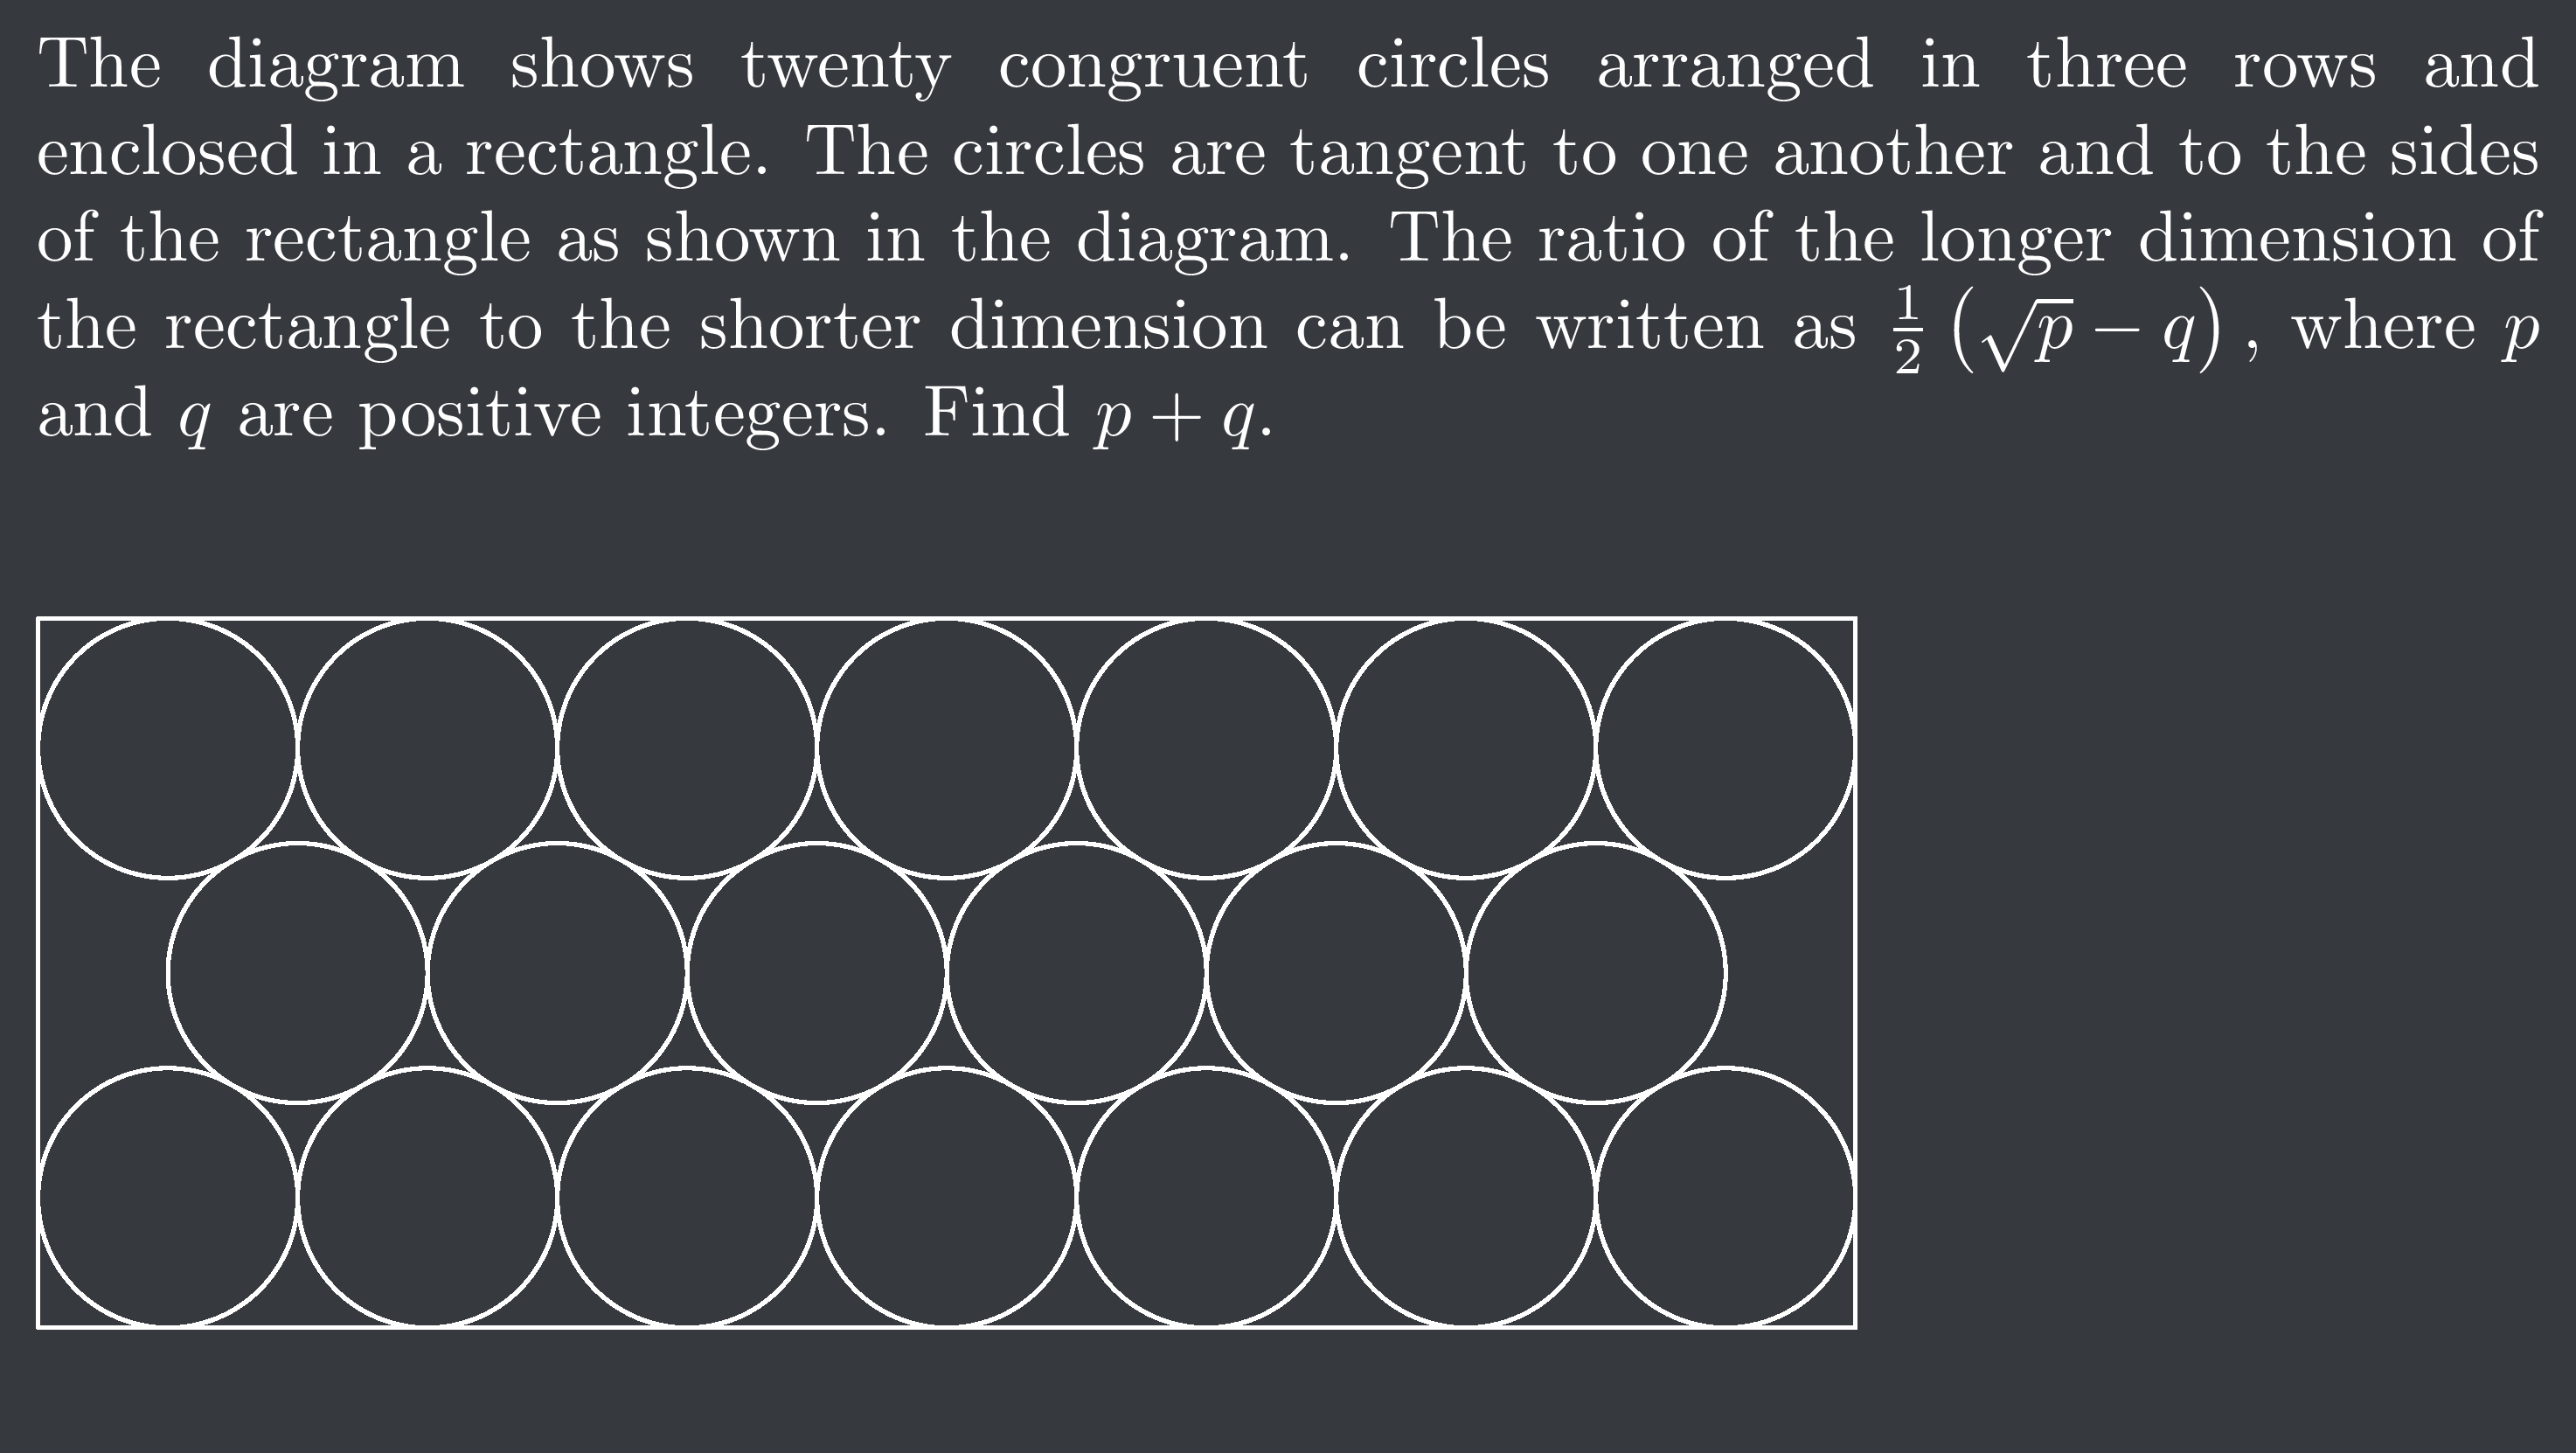 The diagram shows twenty congruent circles arranged in three rows and
enclosed in a rectangle. The circles are tangent to one another and to the sides
of the rectangle as shown in the diagram. The ratio of the longer dimension of
the rectangle to the shorter dimension can be written as $\frac{1}{2}\left(\sqrt{p}-q\right)$, where $p$
and $q$ are positive integers. Find $p+q$.